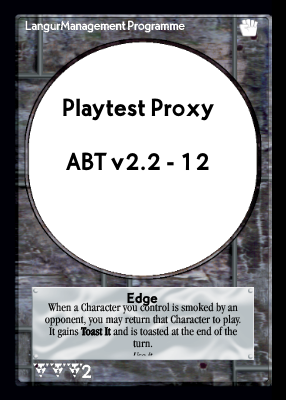 LangurManagement Programme
Playtest Proxy
ABT v2.2 - 12
Edge
When a Character you control is smoked by an
opponent, you may return that Character to play.
It gains Toast It and is toasted at the end of the
turn.
2